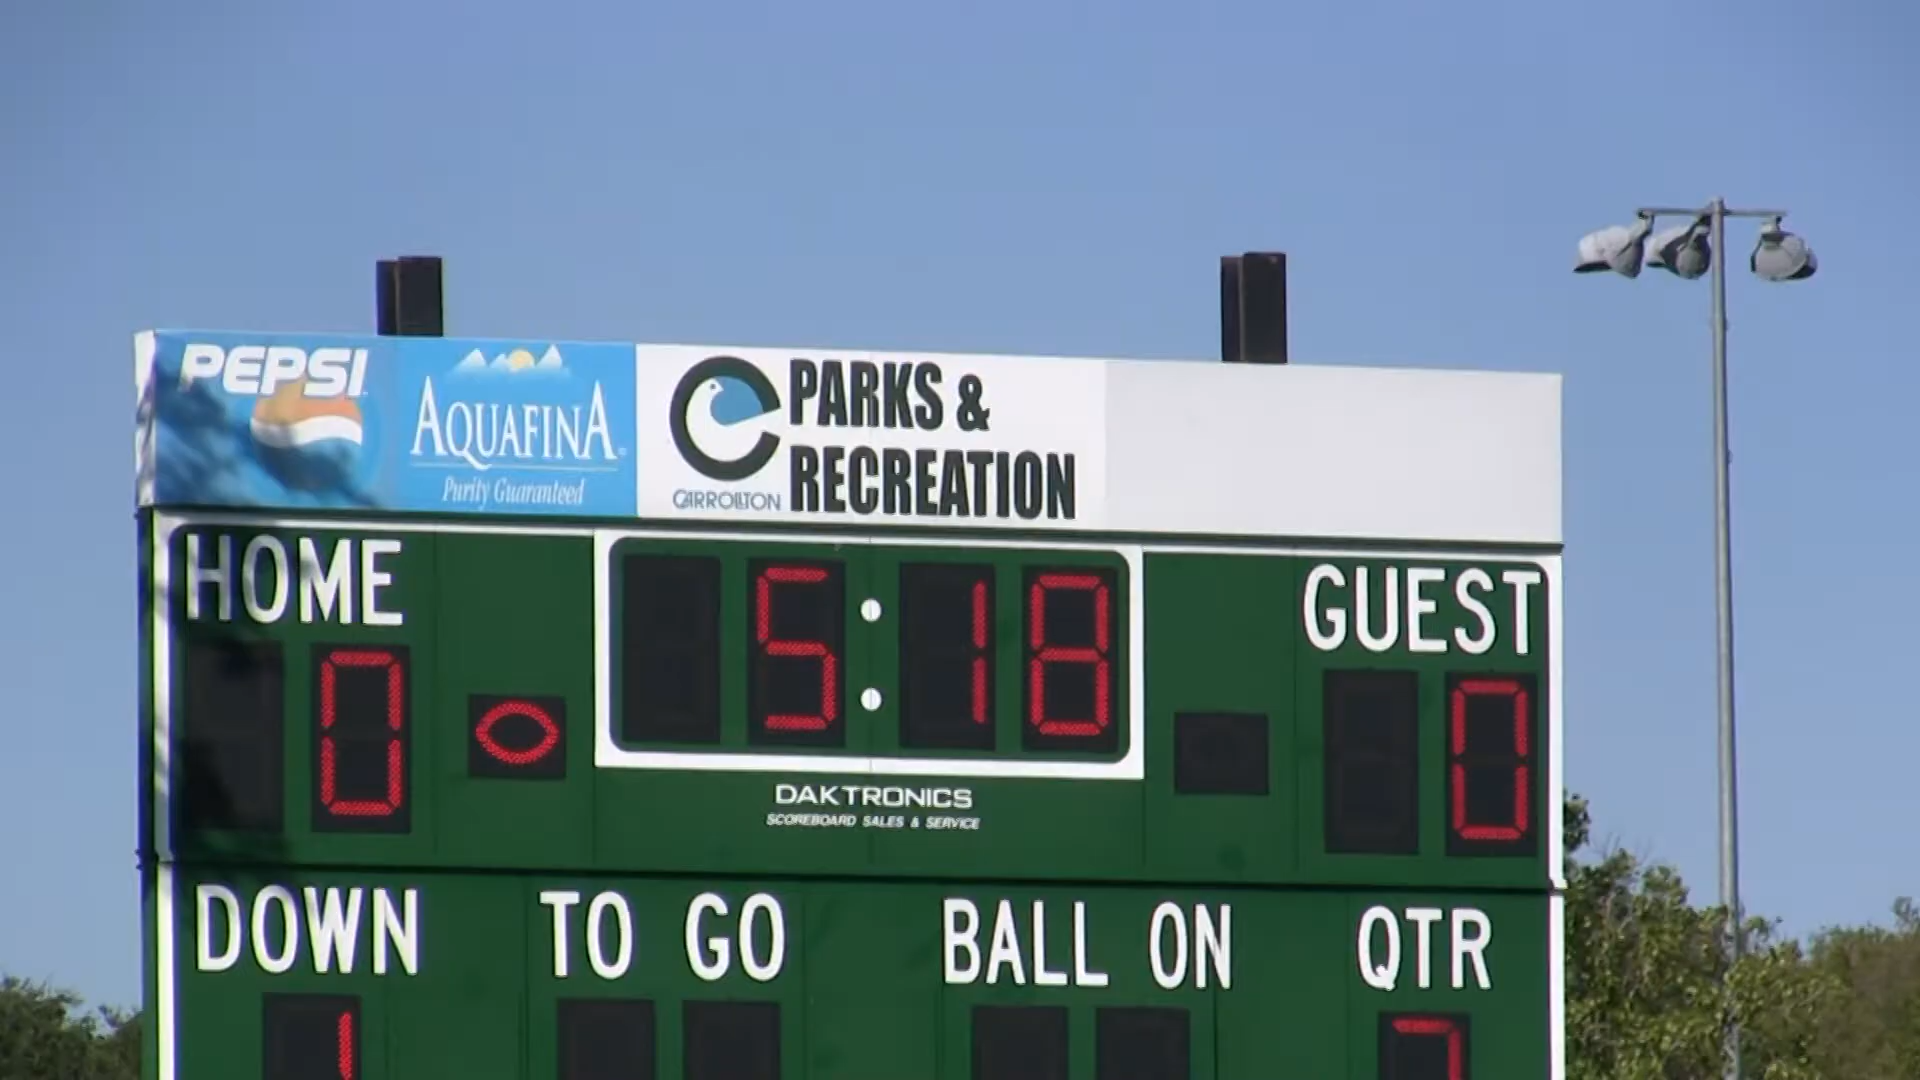 PEPSI
AQUAFINA
Purity Guaranteed
CARROLLTON
PARKS &
RECREATION
HOME
5:18
GUEST
0
0
DAKTRONICS
SCOREBOARD SALES & SERVICE
DOWN
TO GO
BALL ON
QTR
1